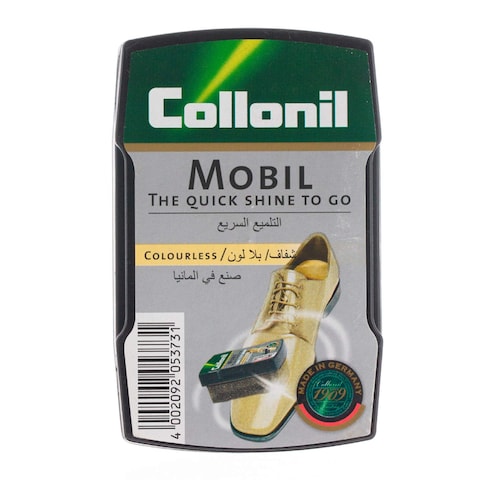 Collonil
MOBIL
THE QUICK SHINE TO GO
التلميع السريع
COLOURLESS / شفاف/ بلا لون
صنع في المانيا
4 002092 053731
MADE IN GERMANY
Collonil
1909